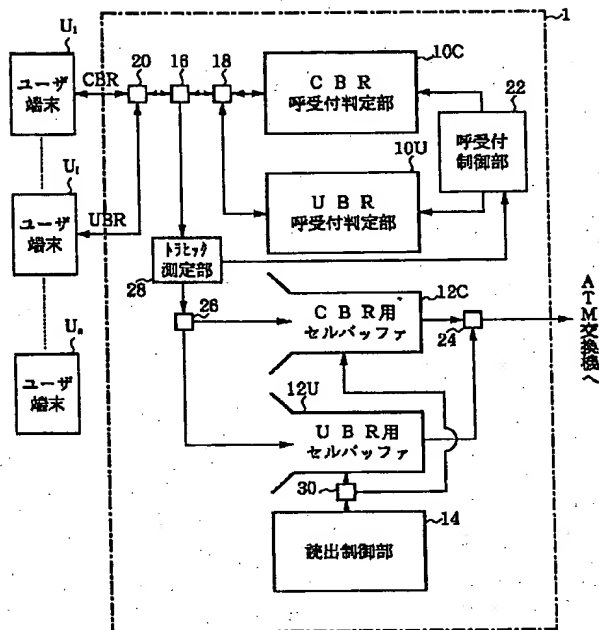 1
U₁
ユーザ
端末
CBR
20
16
18
10C
CBR
呼受付判定部
22
呼受付
制御部
10U
UBR
呼受付判定部
Uᵢ
ユーザ
端末
UBR
トラヒック
測定部
28
26
12C
CBR用
セルバッファ
24
ATM交換機へ
Uₙ
ユーザ
端末
12U
UBR用
セルバッファ
30
14
読出制御部